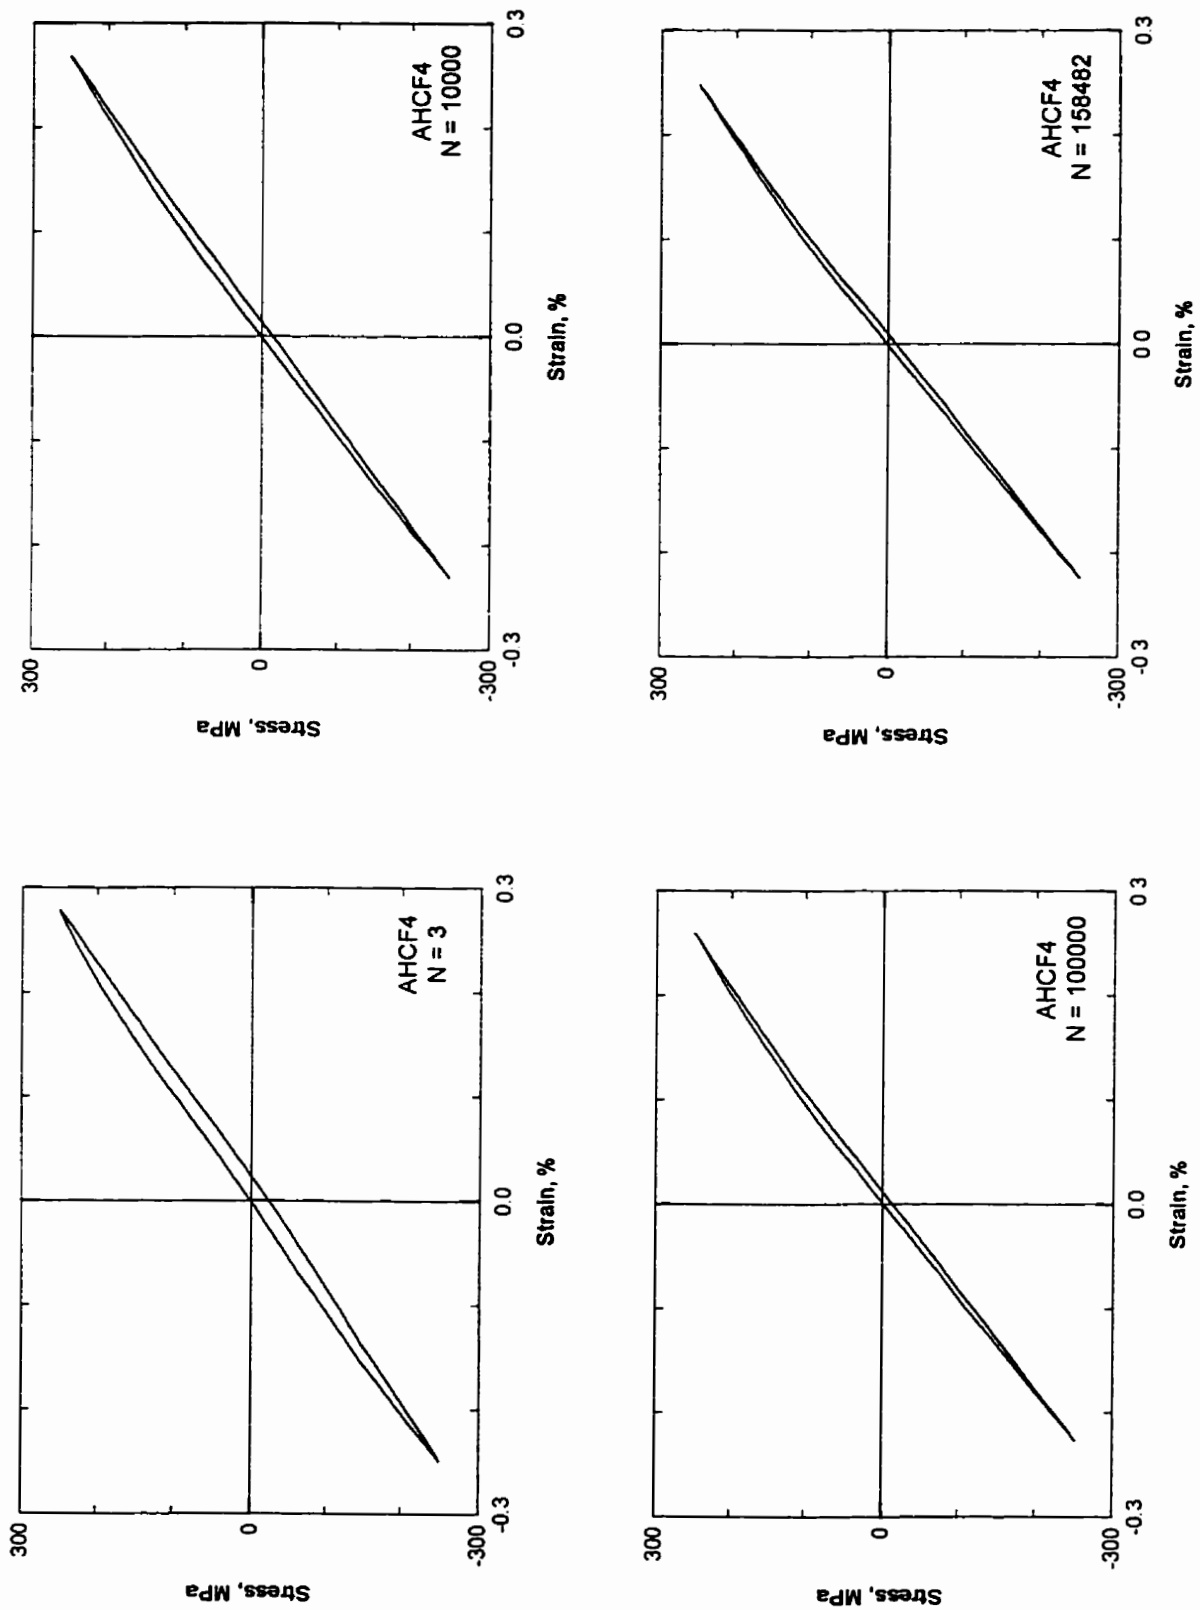 300
Stress, MPa
0
-300
AHCF4
N = 3
-0.3
0.0
0.3
Strain, %
300
Stress, MPa
0
-300
AHCF4
N = 10000
-0.3
0.0
0.3
Strain, %
300
Stress, MPa
0
-300
AHCF4
N = 100000
-0.3
0.0
0.3
Strain, %
300
Stress, MPa
0
-300
AHCF4
N = 158482
-0.3
0 0
0.3
Strain, %